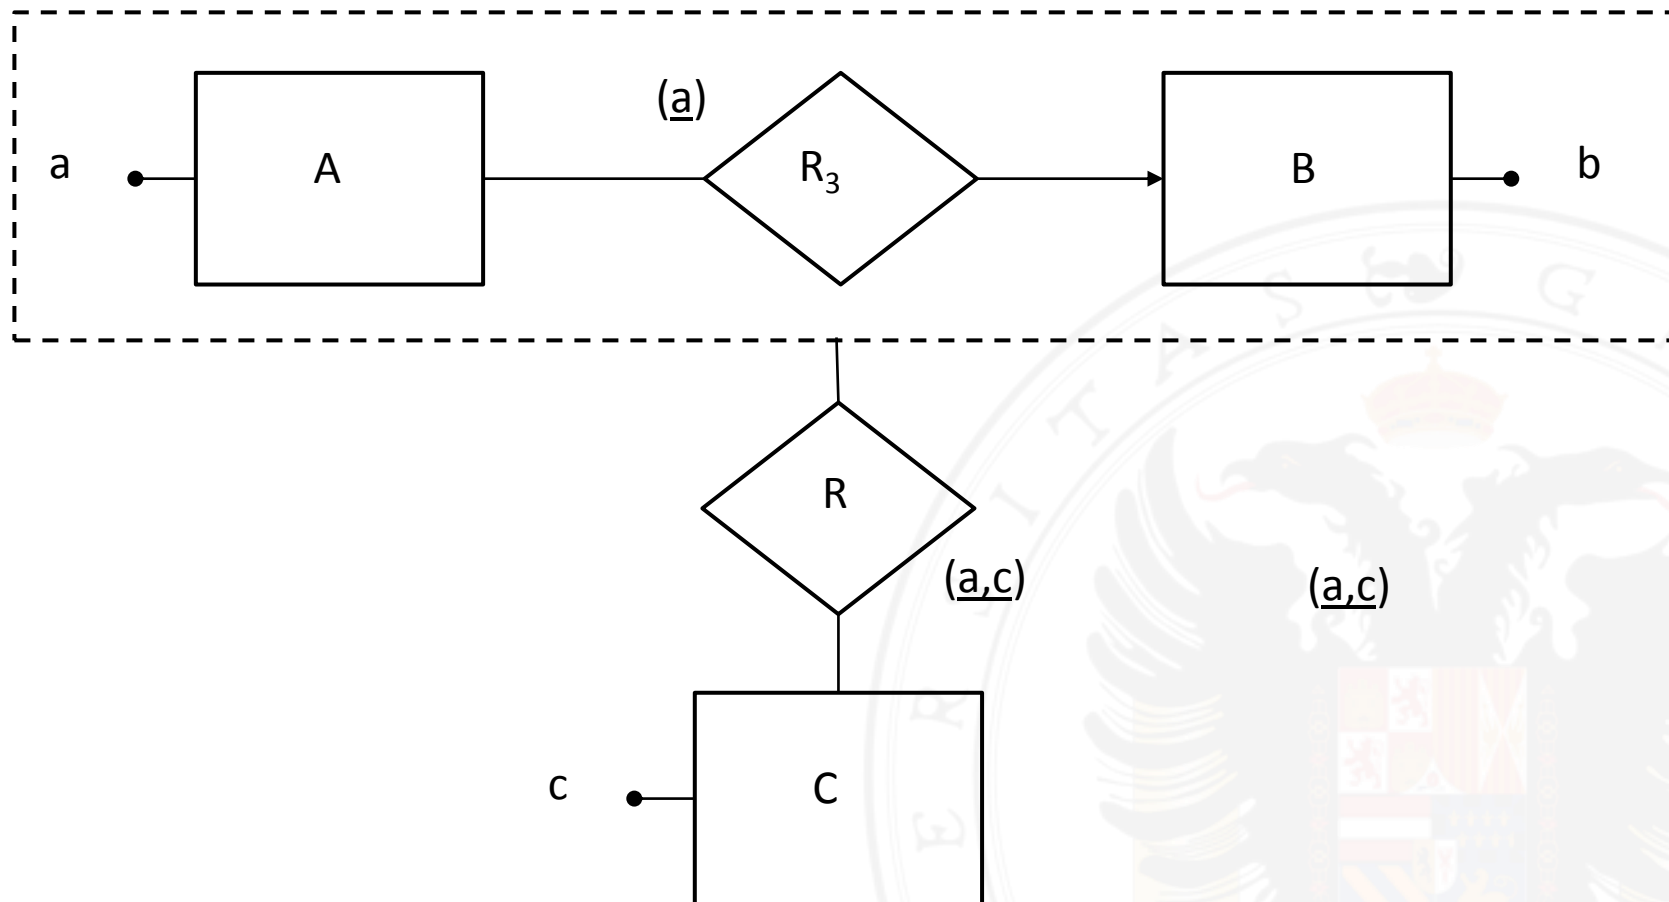 (a)
a A R₃ B b
R
(a,c) (a,c)
c C
E R S I T A S G